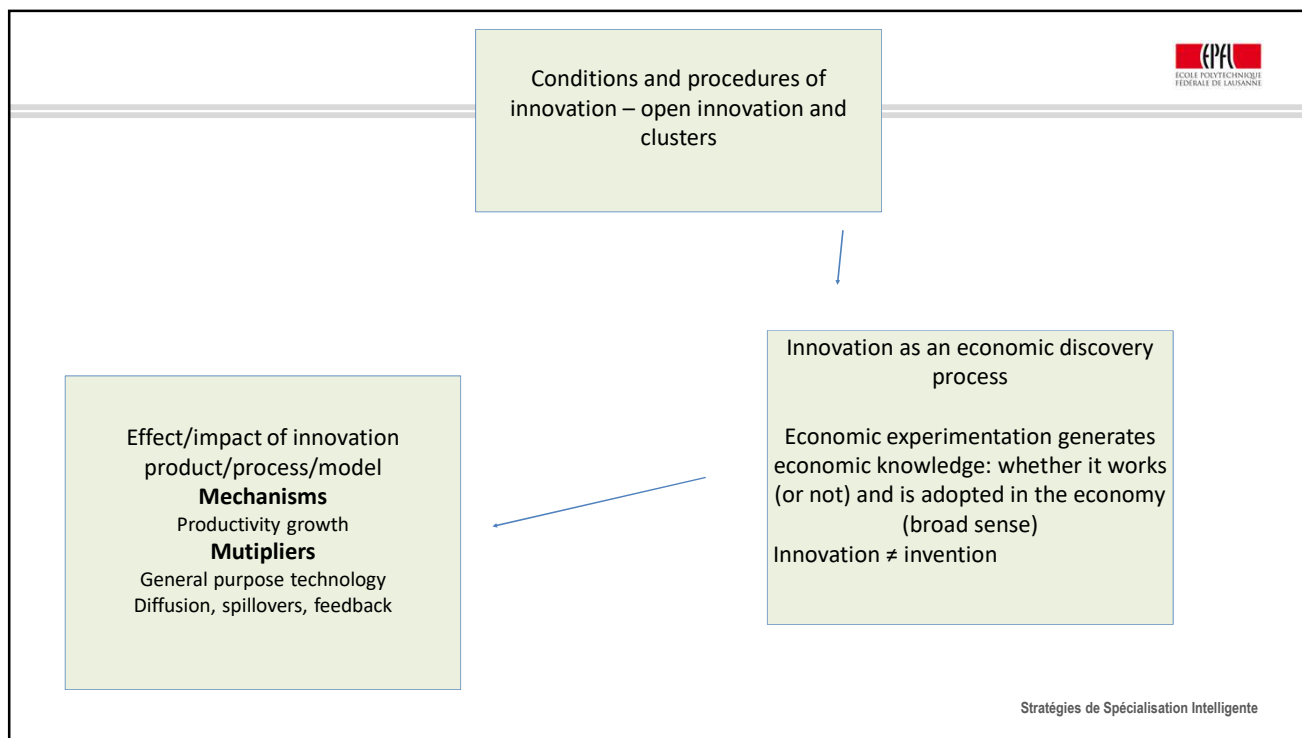 Conditions and procedures of
innovation – open innovation and
clusters
EPFL
ECOLE POLYTECHNIQUE
FÉDÉRALE DE LAUSANNE
Innovation as an economic discovery
process
Economic experimentation generates
economic knowledge: whether it works
(or not) and is adopted in the economy
(broad sense)
Innovation ≠ invention
Effect/impact of innovation
product/process/model
Mechanisms
Productivity growth
Mutipliers
General purpose technology
Diffusion, spillovers, feedback
Stratégies de Spécialisation Intelligente